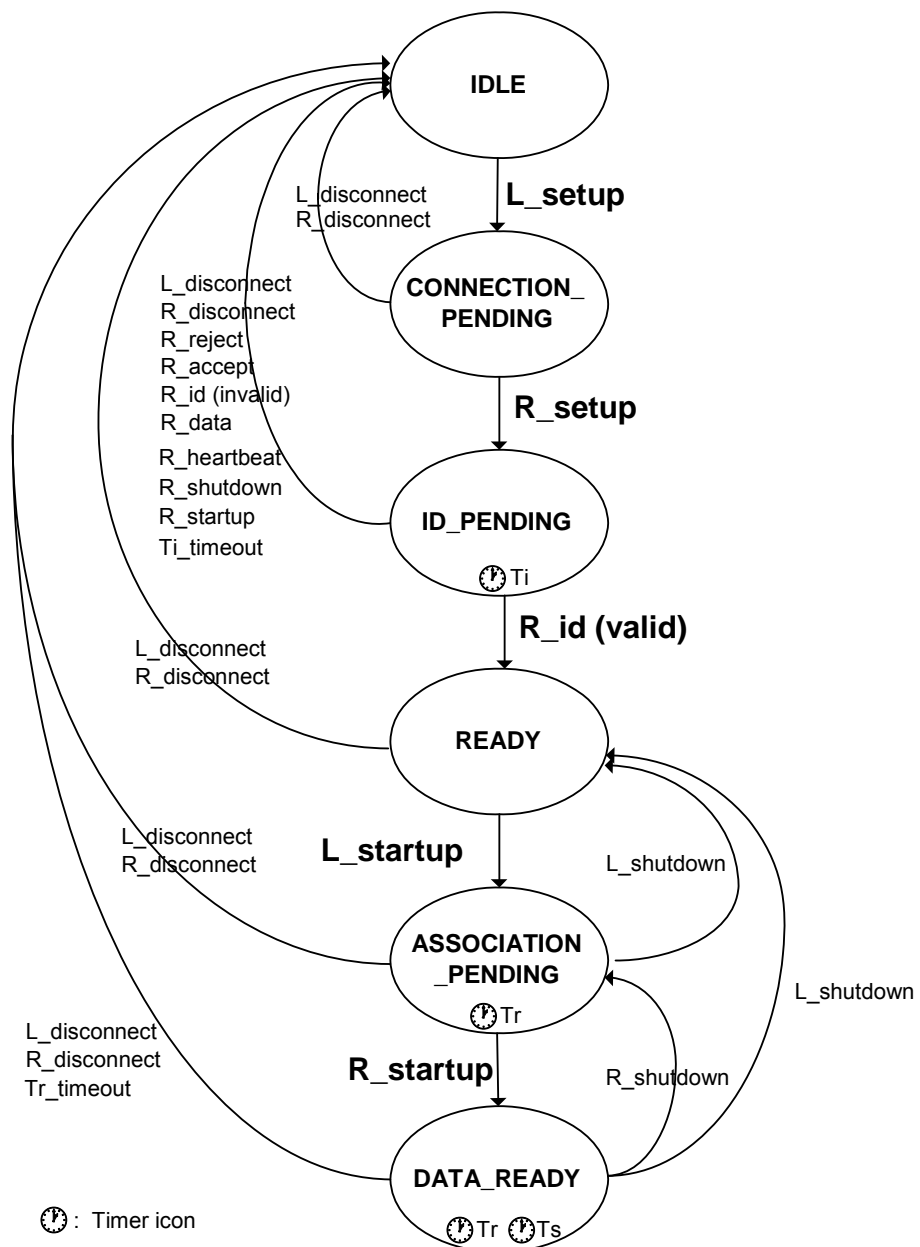 IDLE
L_setup
L_disconnect
R_disconnect
CONNECTION_
PENDING
L_disconnect
R_disconnect
R_reject
R_accept
R_id (invalid)
R_data
R_heartbeat
R_shutdown
R_startup
Ti_timeout
R_setup
ID_PENDING
Ti
R_id (valid)
L_disconnect
R_disconnect
READY
L_startup
L_disconnect
R_disconnect
L_shutdown
ASSOCIATION
_PENDING
Tr
L_shutdown
L_disconnect
R_disconnect
Tr_timeout
R_startup
R_shutdown
DATA_READY
Tr Ts
: Timer icon